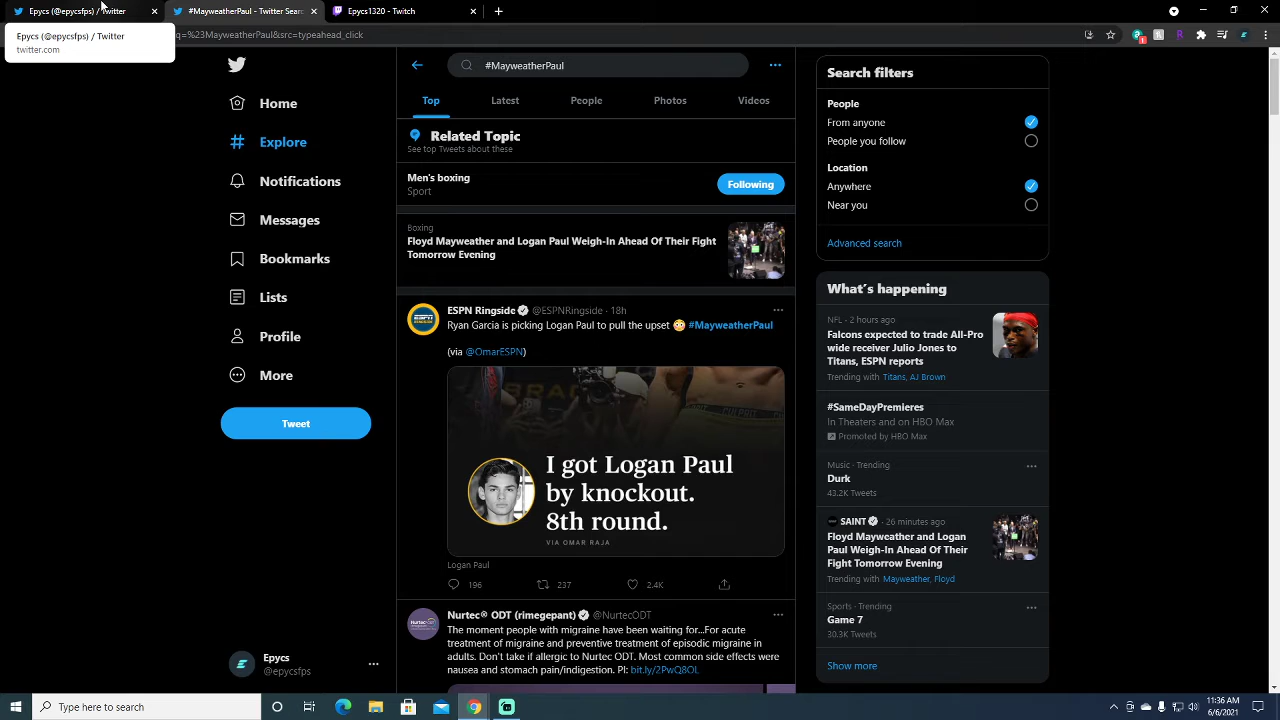 Epycs (@epycsfps) / Twitter
#MayweatherPaul - Twitter Searc
Epycs1320 - Twitch
Epycs (@epycsfps) / Twitter
twitter.com
q=%23MayweatherPaul&src=typeahead_click
#MayweatherPaul
Top
Latest
People
Photos
Videos
Home
Explore
Notifications
Messages
Bookmarks
Lists
Profile
More
Tweet
Epycs
@epycsfps
Related Topic
See top Tweets about these
Men's boxing
Sport
Following
Boxing
Floyd Mayweather and Logan Paul Weigh-In Ahead Of Their Fight
Tomorrow Evening
ESPN Ringside @ESPNRingside · 18h
Ryan Garcia is picking Logan Paul to pull the upset 😳 #MayweatherPaul
(via @OmarESPN)
I got Logan Paul
by knockout.
8th round.
VIA OMAR RAJA
Logan Paul
196
237
2.4K
Nurtec® ODT (rimegepant) @NurtecODT
The moment people with migraine have been waiting for...For acute
treatment of migraine and preventive treatment of episodic migraine in
adults. Don't take if allergic to Nurtec ODT. Most common side effects were
nausea and stomach pain/indigestion. PI: bit.ly/2PwQ8OL
Search filters
People
From anyone
People you follow
Location
Anywhere
Near you
Advanced search
What's happening
NFL · 2 hours ago
Falcons expected to trade All-Pro
wide receiver Julio Jones to
Titans, ESPN reports
Trending with Titans, AJ Brown
#SameDayPremieres
In Theaters and on HBO Max
Promoted by HBO Max
Music · Trending
Durk
43.2K Tweets
SAINT · 26 minutes ago
Floyd Mayweather and Logan
Paul Weigh-In Ahead Of Their
Fight Tomorrow Evening
Trending with Mayweather, Floyd
Sports · Trending
Game 7
30.3K Tweets
Show more
Type here to search
11:36 AM
6/6/2021